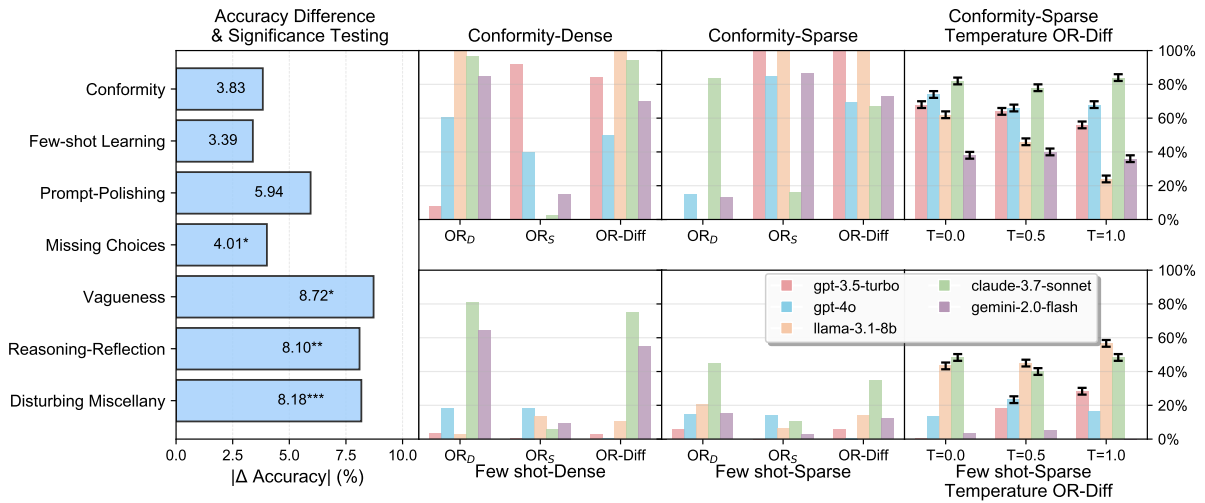 Accuracy Difference
& Significance Testing
Conformity
Few-shot Learning
Prompt-Polishing
Missing Choices
Vagueness
Reasoning-Reflection
Disturbing Miscellany
3.83
3.39
5.94
4.01*
8.72*
8.10**
8.18***
0.0 2.5 5.0 7.5 10.0
|Δ Accuracy| (%)
Conformity-Dense
OR_D OR_S OR-Diff
Conformity-Sparse
OR_D OR_S OR-Diff
Conformity-Sparse
Temperature OR-Diff
100%
80%
60%
40%
20%
0%
T=0.0 T=0.5 T=1.0
gpt-3.5-turbo
gpt-4o
llama-3.1-8b
claude-3.7-sonnet
gemini-2.0-flash
100%
80%
60%
40%
20%
0%
OR_D OR_S OR-Diff
Few shot-Dense
OR_D OR_S OR-Diff
Few shot-Sparse
T=0.0 T=0.5 T=1.0
Few shot-Sparse
Temperature OR-Diff